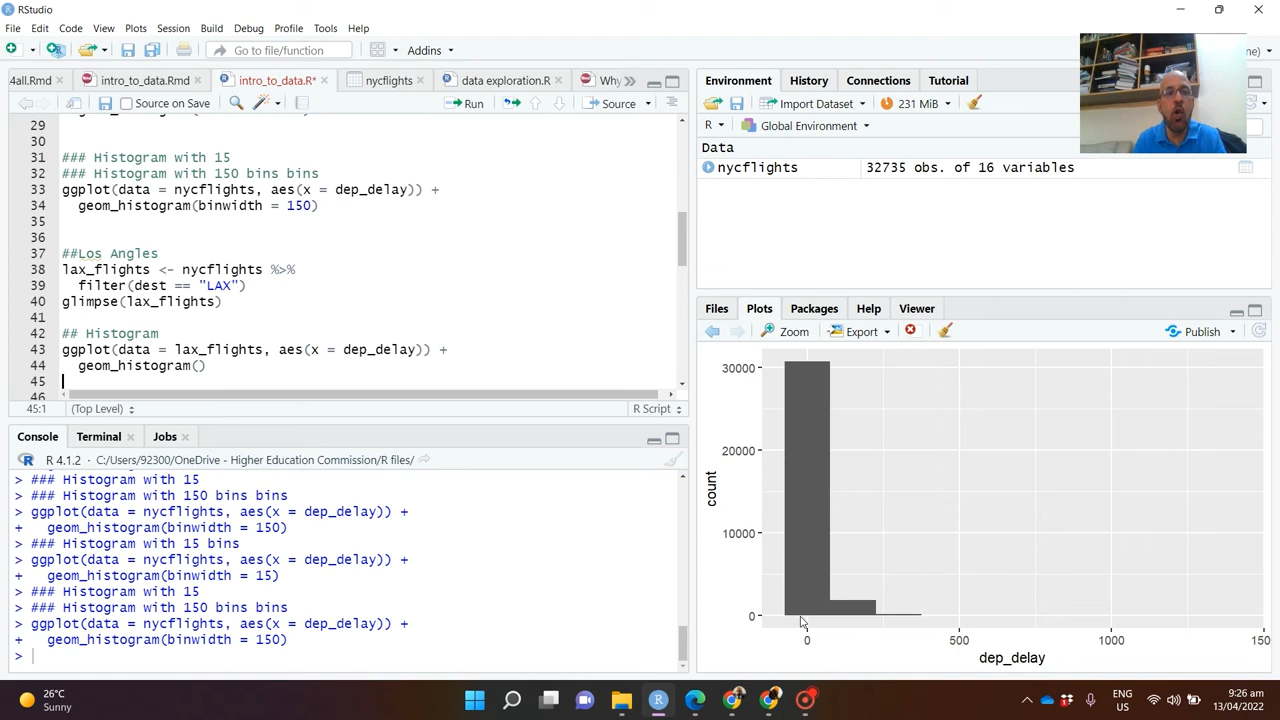 RStudio
File Edit Code View Plots Session Build Debug Profile Tools Help
Go to file/function Addins
4all.Rmd intro_to_data.Rmd intro_to_data.R* nycflights data exploration.R Why
Source on Save Run Source
29
30
31 ### Histogram with 15
32 ### Histogram with 150 bins bins
33 ggplot(data = nycflights, aes(x = dep_delay)) +
34 geom_histogram(binwidth = 150)
35
36
37 ##Los Angles
38 lax_flights <- nycflights %>%
39 filter(dest == "LAX")
40 glimpse(lax_flights)
41
42 ## Histogram
43 ggplot(data = lax_flights, aes(x = dep_delay)) +
44 geom_histogram()
45
46
45:1 (Top Level) R Script
Console Terminal Jobs
R 4.1.2 · C:/Users/92300/OneDrive - Higher Education Commission/R files/
> ### Histogram with 15
> ### Histogram with 150 bins bins
> ggplot(data = nycflights, aes(x = dep_delay)) +
+ geom_histogram(binwidth = 150)
> ### Histogram with 15 bins
> ggplot(data = nycflights, aes(x = dep_delay)) +
+ geom_histogram(binwidth = 15)
> ### Histogram with 15
> ### Histogram with 150 bins bins
> ggplot(data = nycflights, aes(x = dep_delay)) +
+ geom_histogram(binwidth = 150)
>
Environment History Connections Tutorial
Import Dataset 231 MiB
R Global Environment
Data
nycflights 32735 obs. of 16 variables
Files Plots Packages Help Viewer
Zoom Export Publish
30000
20000
10000
0
count
0 500 1000 150
dep_delay
26°C
Sunny
ENG
US
9:26 am
13/04/2022